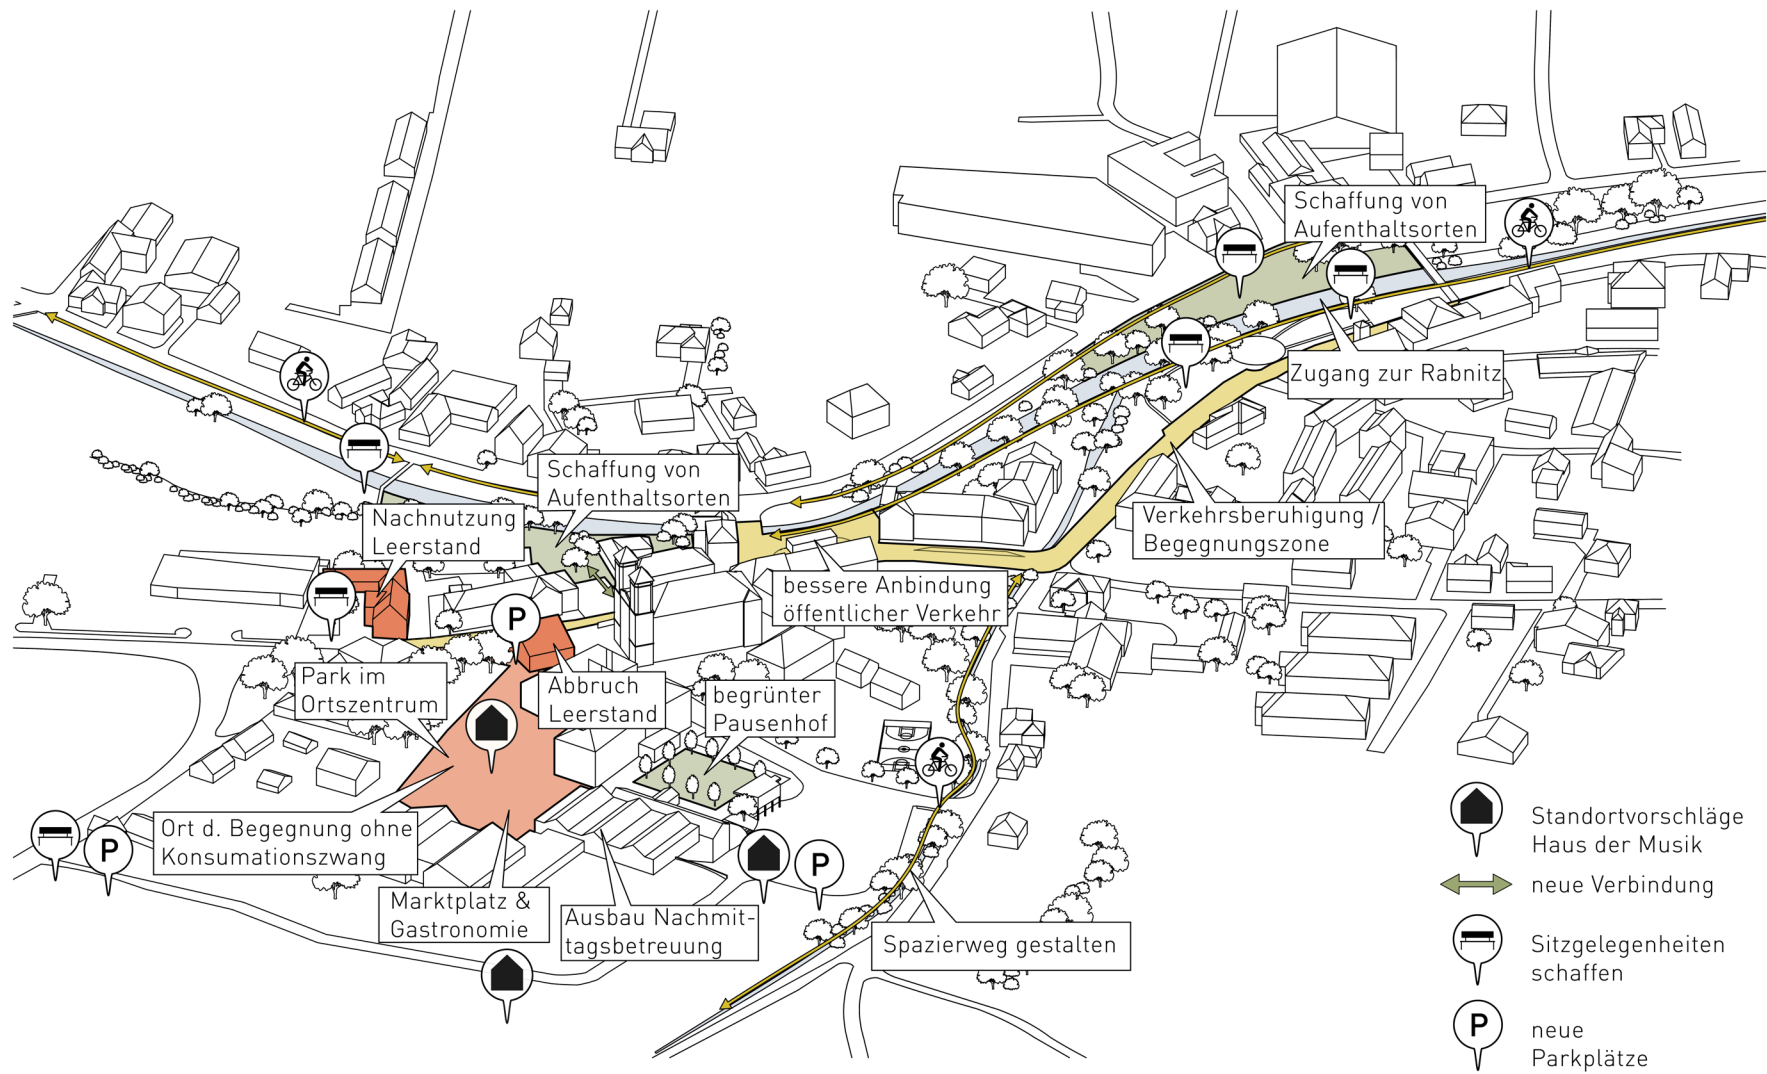 Schaffung von
Aufenthaltsorten
Zugang zur Rabnitz
Schaffung von
Aufenthaltsorten
Nachnutzung
Leerstand
Verkehrsberuhigung /
Begegnungszone
bessere Anbindung
öffentlicher Verkehr
P
Park im
Ortszentrum
Abbruch
Leerstand
begrünter
Pausenhof
Ort d. Begegnung ohne
Konsumationszwang
P
P
Marktplatz &
Gastronomie
Ausbau Nachmit-
tagsbetreuung
Spazierweg gestalten
Standortvorschläge
Haus der Musik
neue Verbindung
Sitzgelegenheiten
schaffen
P
neue
Parkplätze